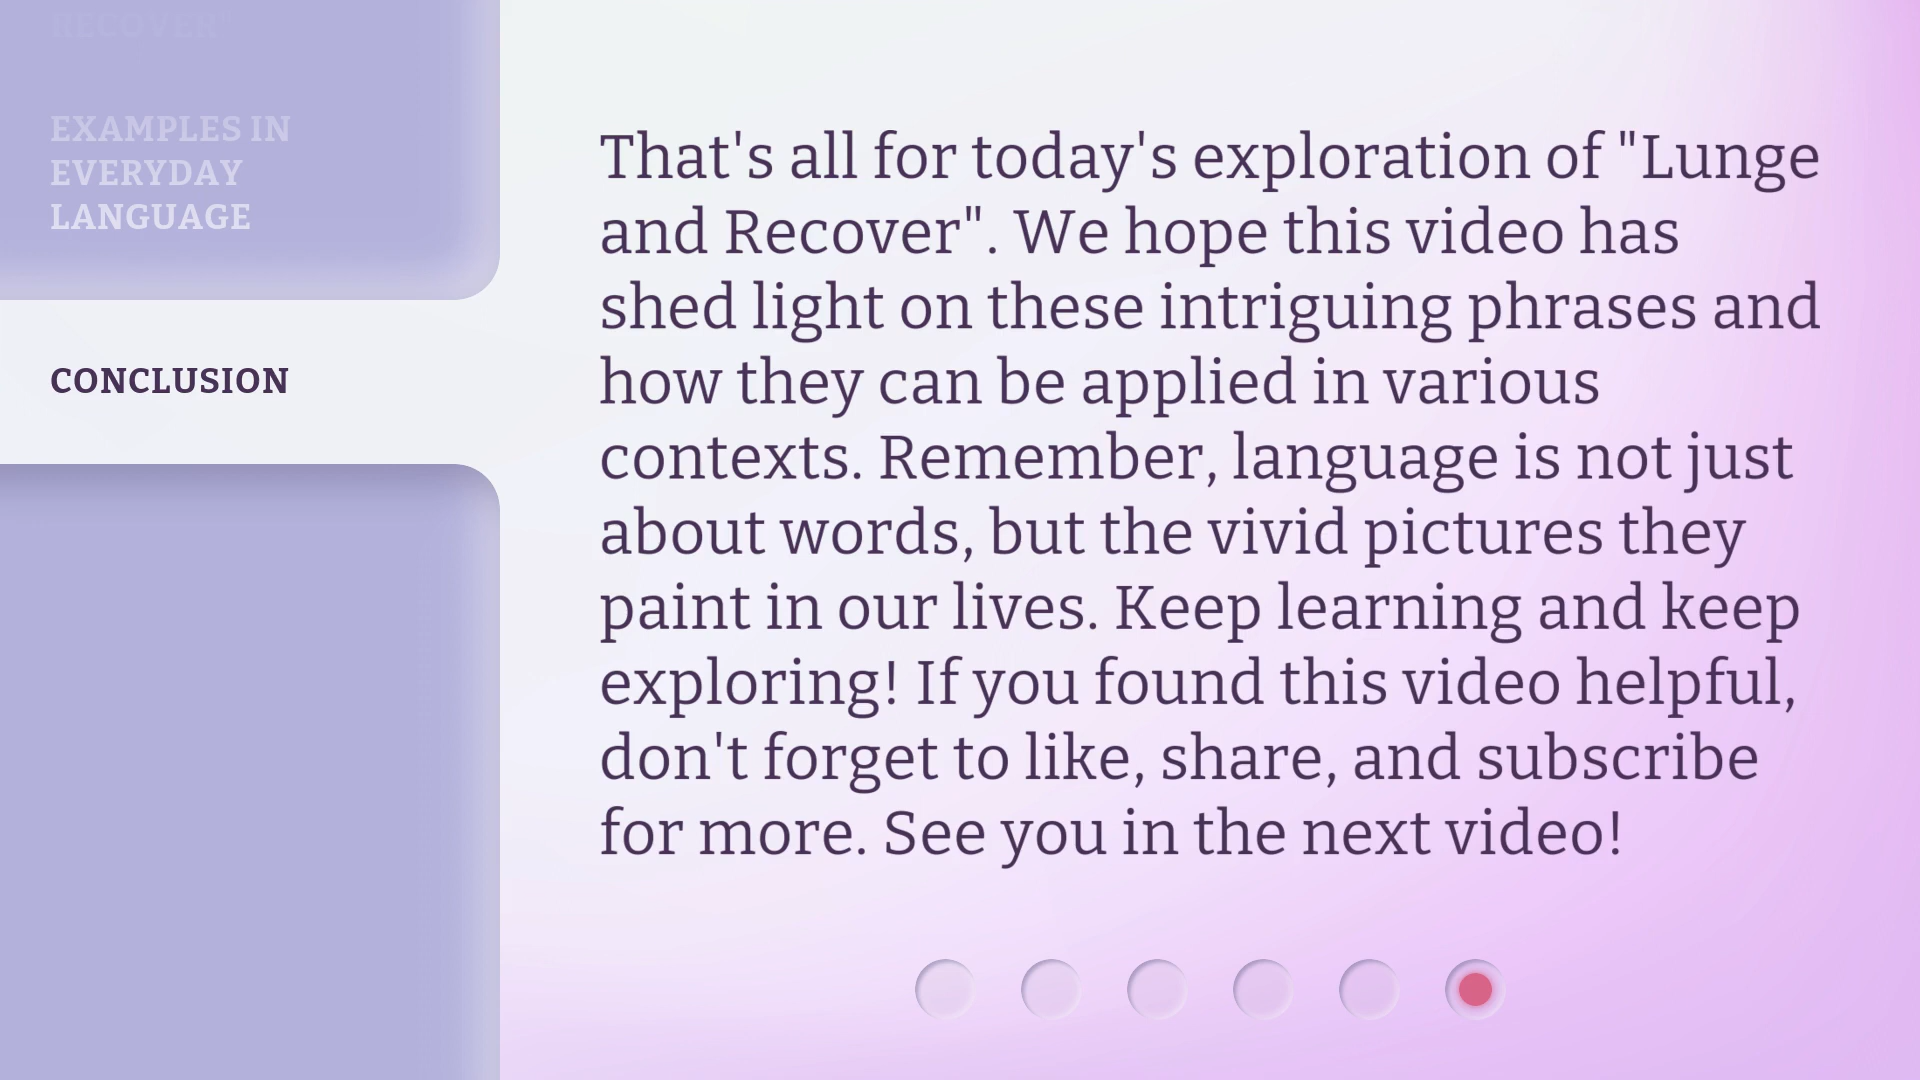 RECOVER"
EXAMPLES IN
EVERYDAY
LANGUAGE
CONCLUSION
That's all for today's exploration of "Lunge
and Recover". We hope this video has
shed light on these intriguing phrases and
how they can be applied in various
contexts. Remember, language is not just
about words, but the vivid pictures they
paint in our lives. Keep learning and keep
exploring! If you found this video helpful,
don't forget to like, share, and subscribe
for more. See you in the next video!